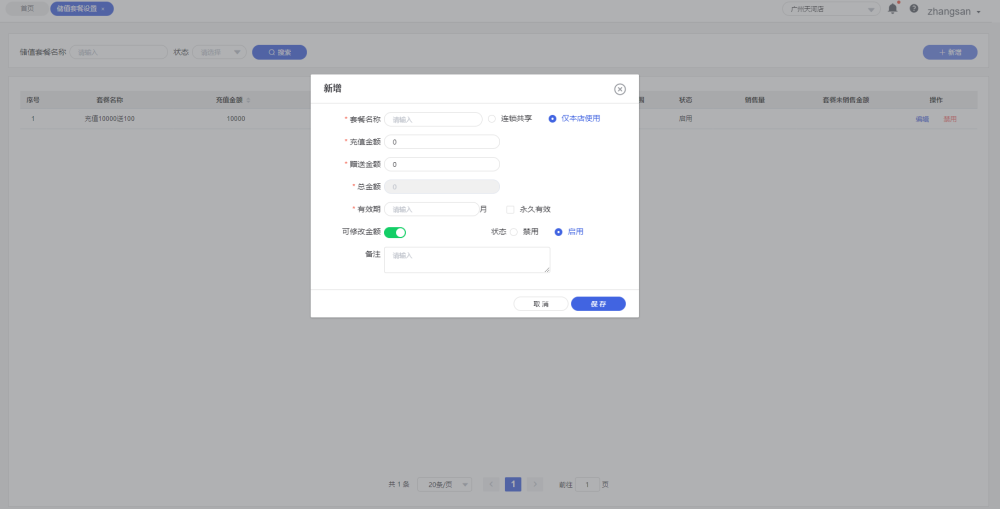 首页
储值套餐设置
广州天河店
zhangsan
储值套餐名称 请输入 状态 请选择 搜索
+ 新增
序号 套餐名称 充值金额 状态 销售量 套餐未销售金额 操作
1 充值10000送100 10000 启用 编辑 禁用
新增
* 套餐名称 请输入 连锁共享 仅本店使用
* 充值金额 0
* 赠送金额 0
* 总金额 0
* 有效期 请输入 月 永久有效
可修改金额 状态 禁用 启用
备注 请输入
取消 保存
共 1 条 20条/页 1 前往 1 页